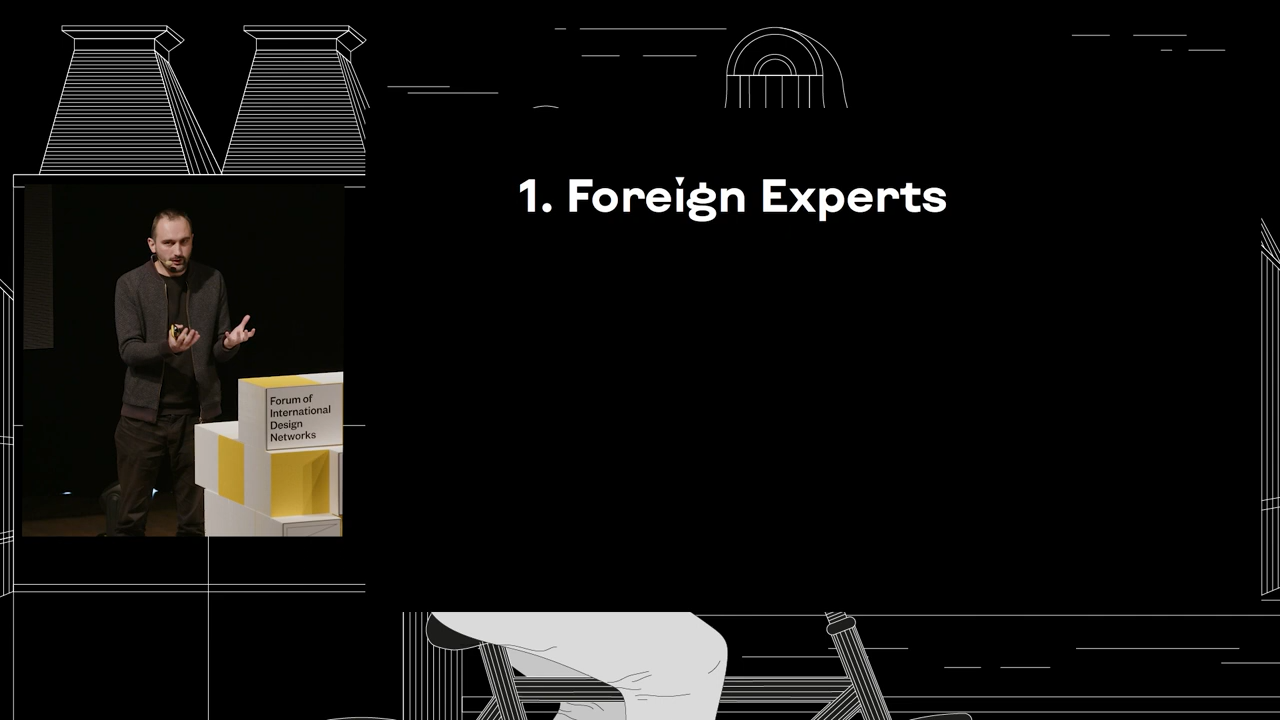 1. Foreign Experts
Forum of
International
Design
Networks